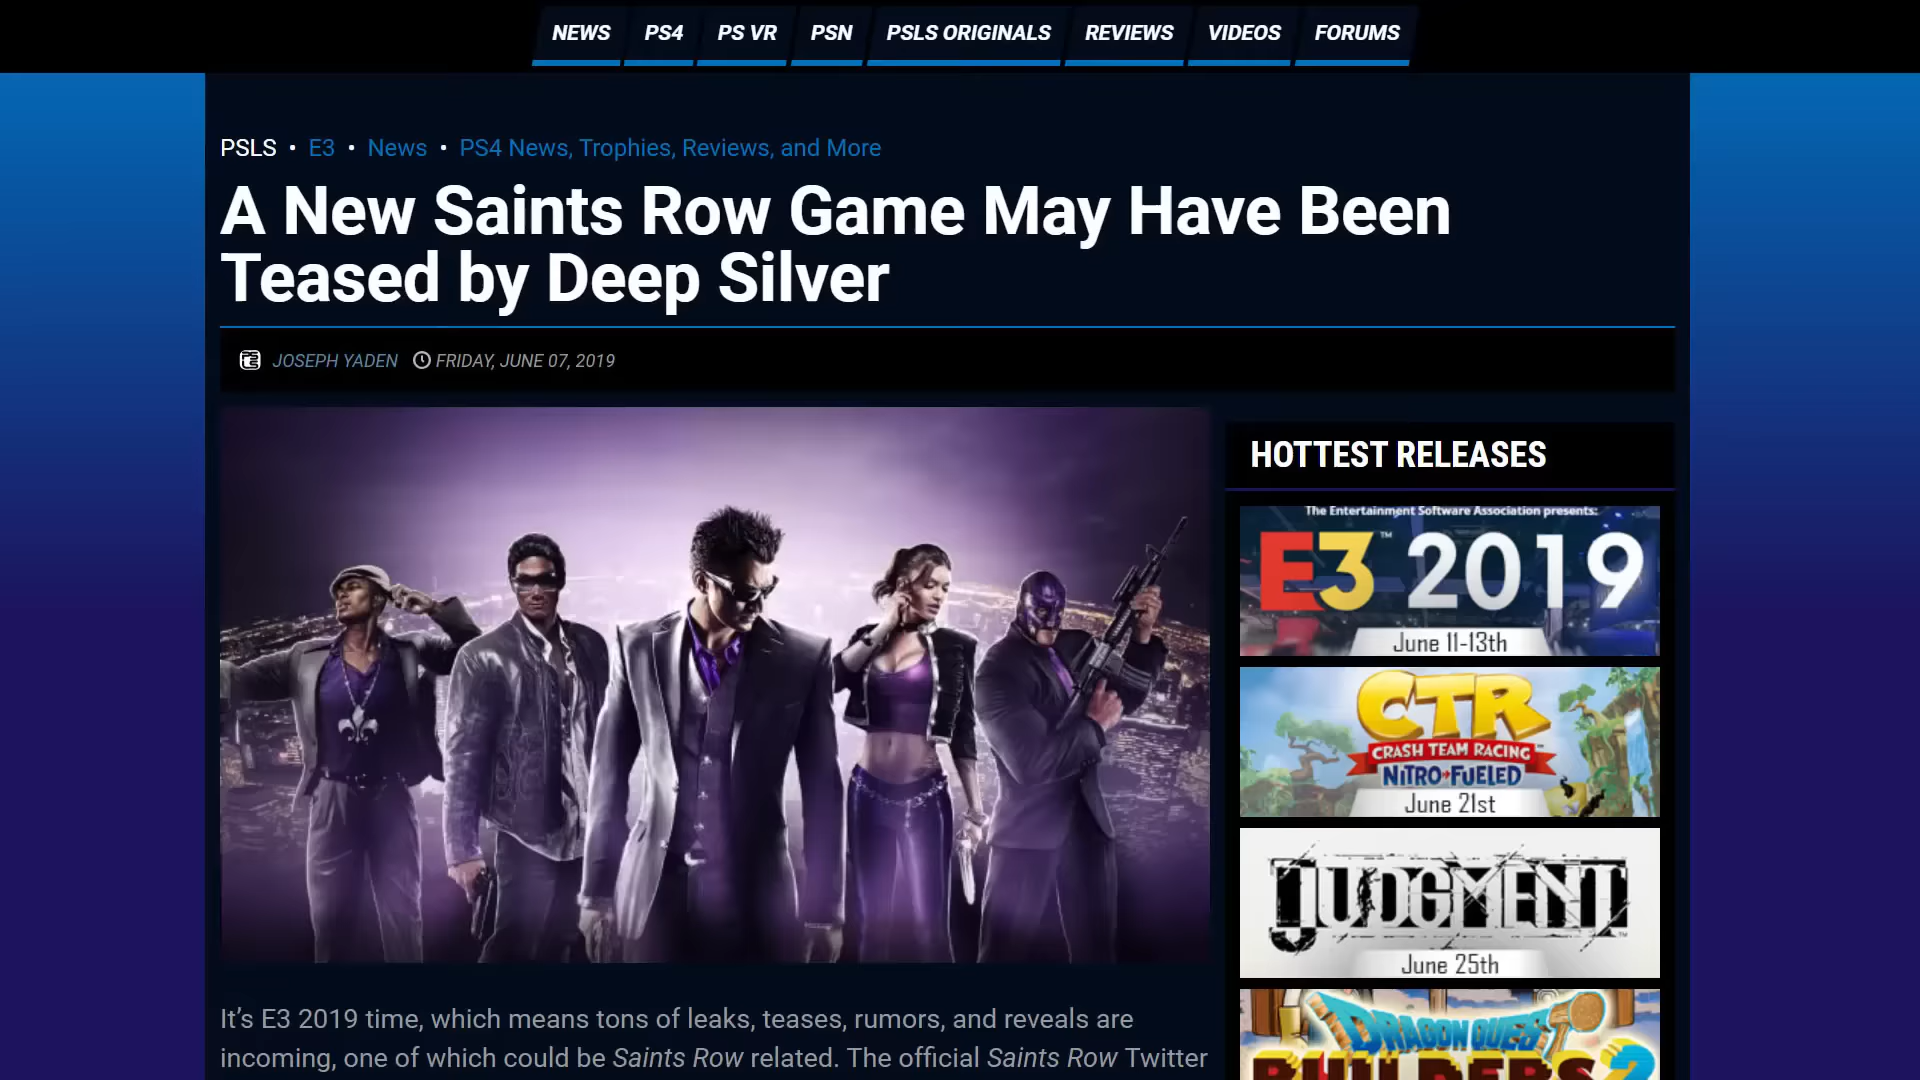 NEWS PS4 PS VR PSN PSLS ORIGINALS REVIEWS VIDEOS FORUMS
PSLS • E3 • News • PS4 News, Trophies, Reviews, and More
A New Saints Row Game May Have Been
Teased by Deep Silver
JOSEPH YADEN FRIDAY, JUNE 07, 2019
HOTTEST RELEASES
The Entertainment Software Association presents:
E3™ 2019
June 11-13th
CTR
CRASH TEAM RACING™
NITRO-FUELED
June 21st
JUDGMENT™
June 25th
DRAGON QUEST
BUILDERS 2
It’s E3 2019 time, which means tons of leaks, teases, rumors, and reveals are
incoming, one of which could be Saints Row related. The official Saints Row Twitter